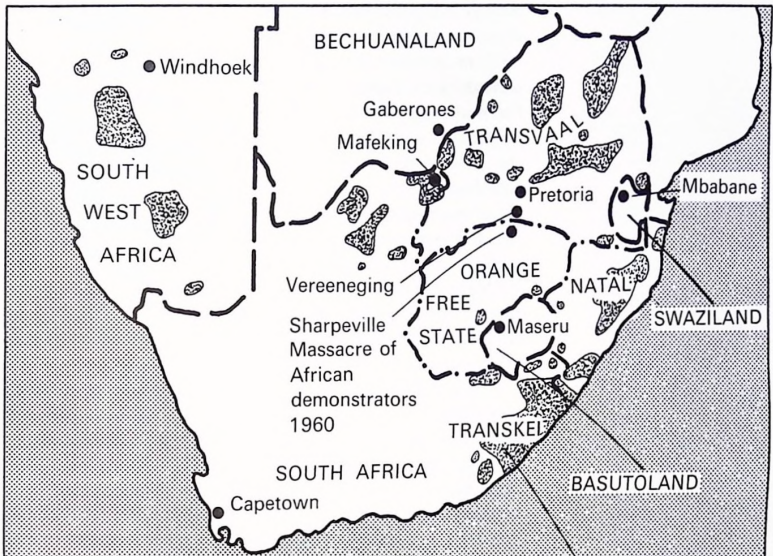 BECHUANALAND
Windhoek
Gaberones
Mafeking
TRANSVAAL
SOUTH
WEST
AFRICA
Pretoria
Mbabane
Vereeneging
ORANGE
FREE
STATE
NATAL
SWAZILAND
Sharpeville
Massacre of
African
demonstrators
1960
Maseru
TRANSKEI
BASUTOLAND
SOUTH AFRICA
Capetown